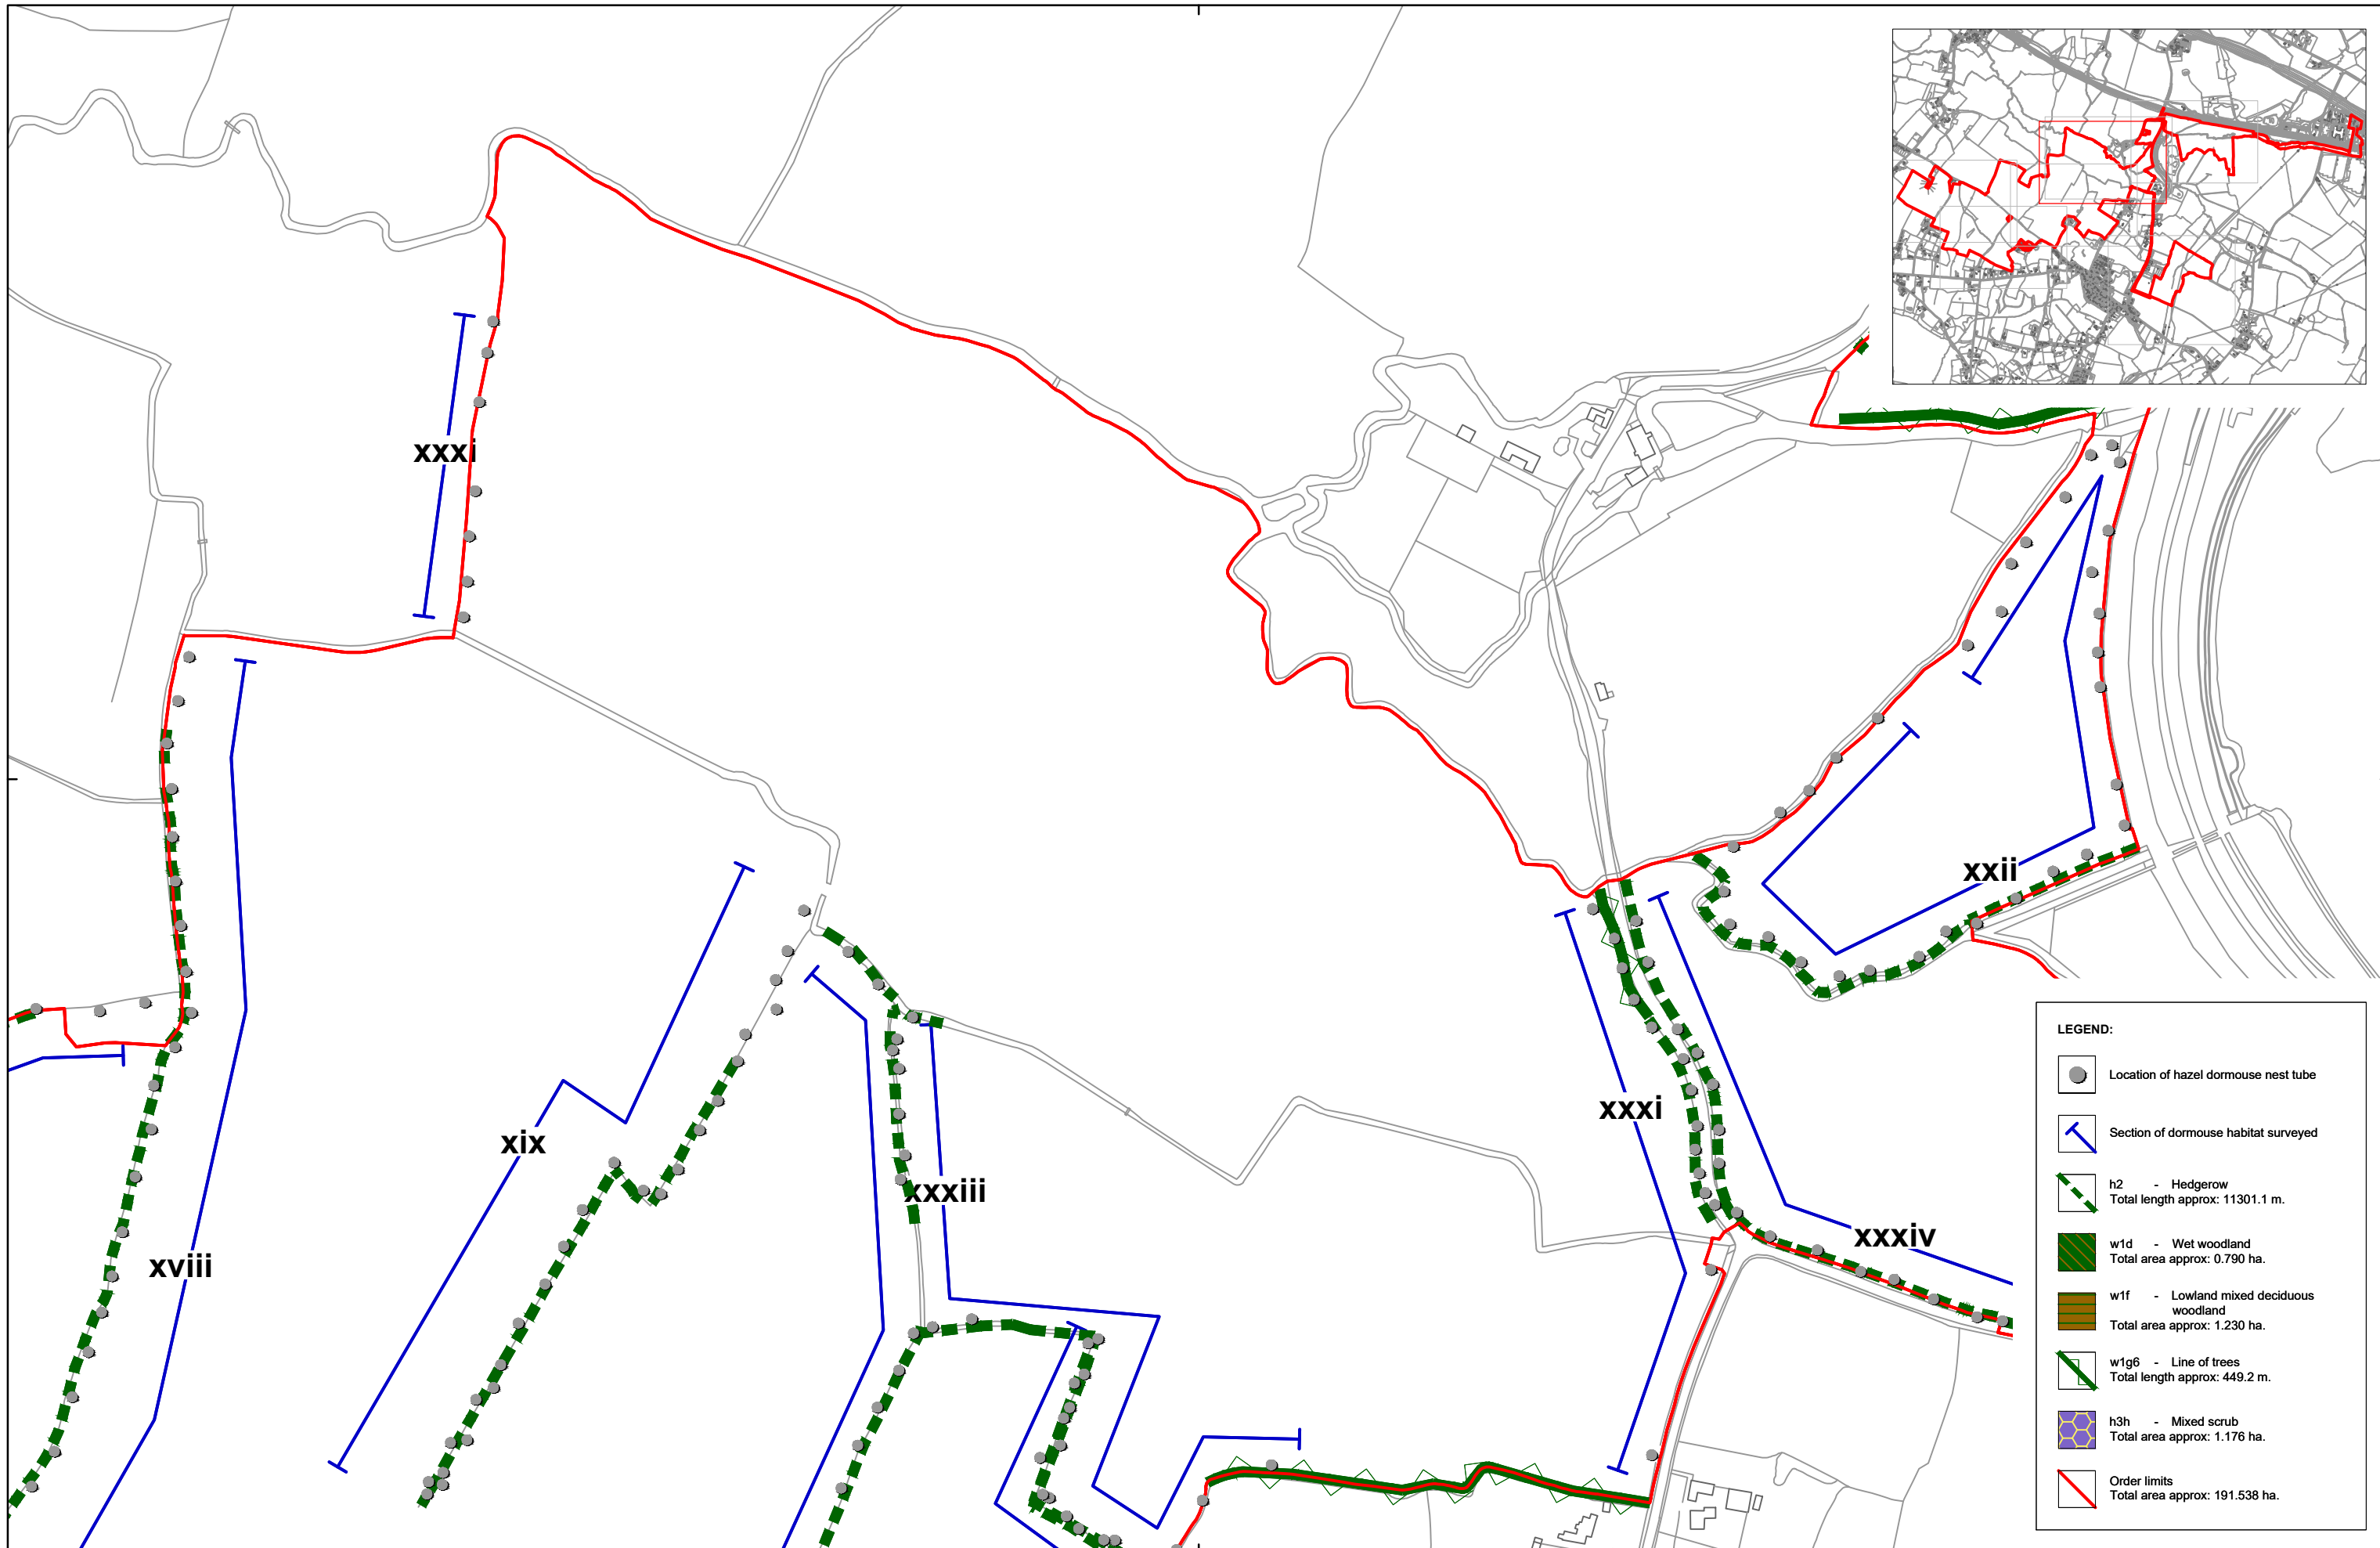 xxxi
xxii
xxxi
xix
xxxiii
xxxiv
xviii
LEGEND:
Location of hazel dormouse nest tube
Section of dormouse habitat surveyed
h2 - Hedgerow
Total length approx: 11301.1 m.
w1d - Wet woodland
Total area approx: 0.790 ha.
w1f - Lowland mixed deciduous
woodland
Total area approx: 1.230 ha.
w1g6 - Line of trees
Total length approx: 449.2 m.
h3h - Mixed scrub
Total area approx: 1.176 ha.
Order limits
Total area approx: 191.538 ha.